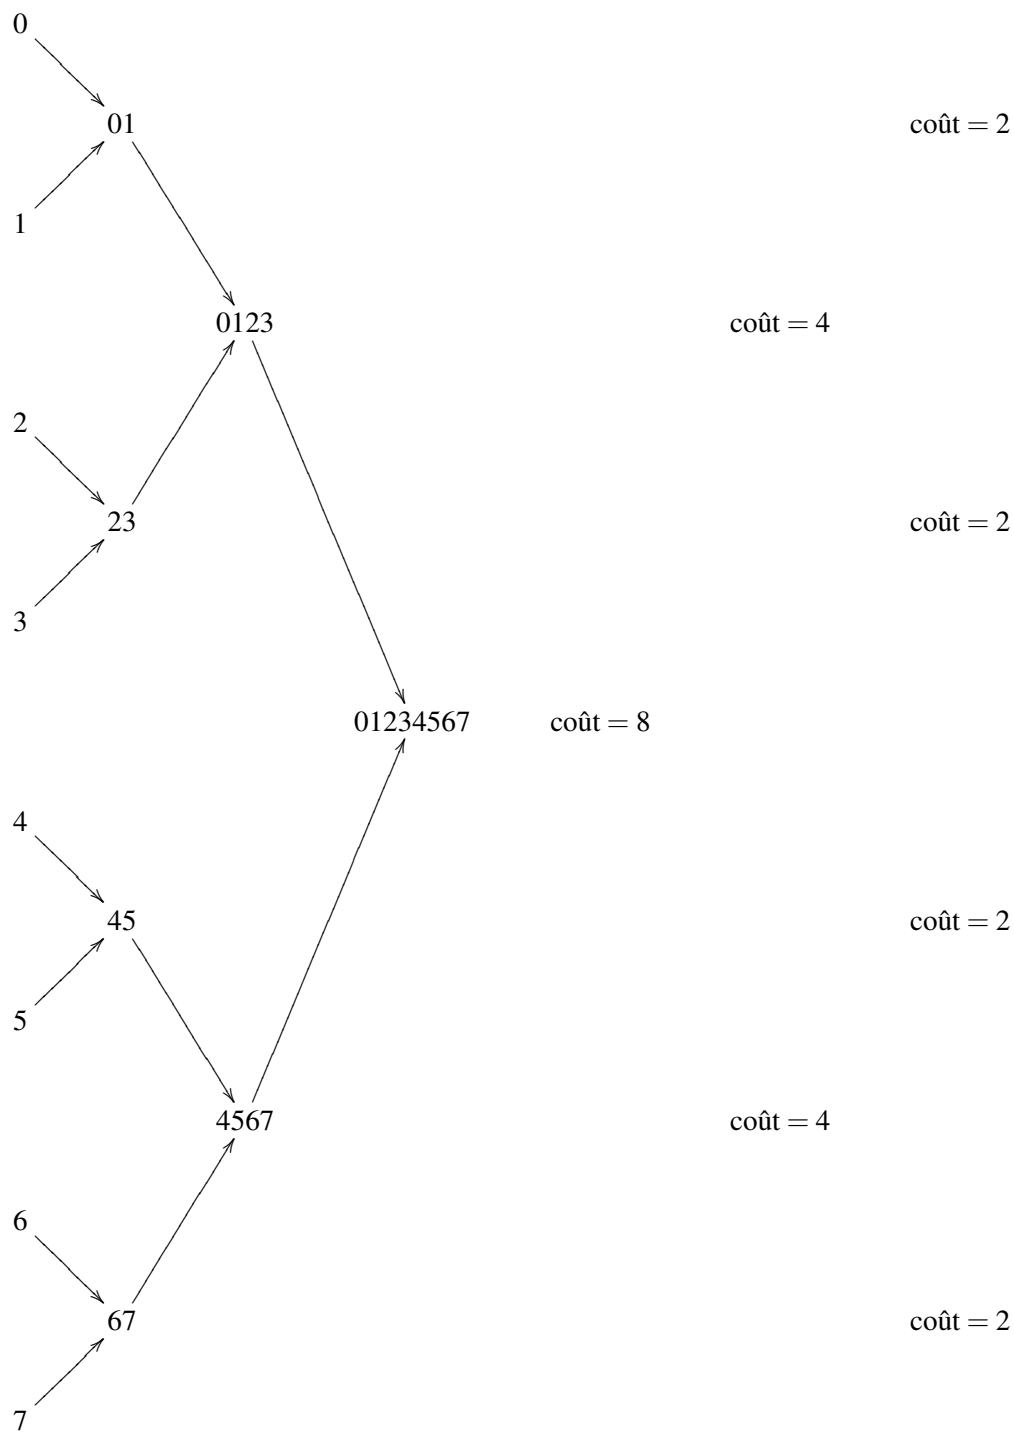 0
01 coût = 2
1
0123 coût = 4
2
23 coût = 2
3
01234567 coût = 8
4
45 coût = 2
5
4567 coût = 4
6
67 coût = 2
7